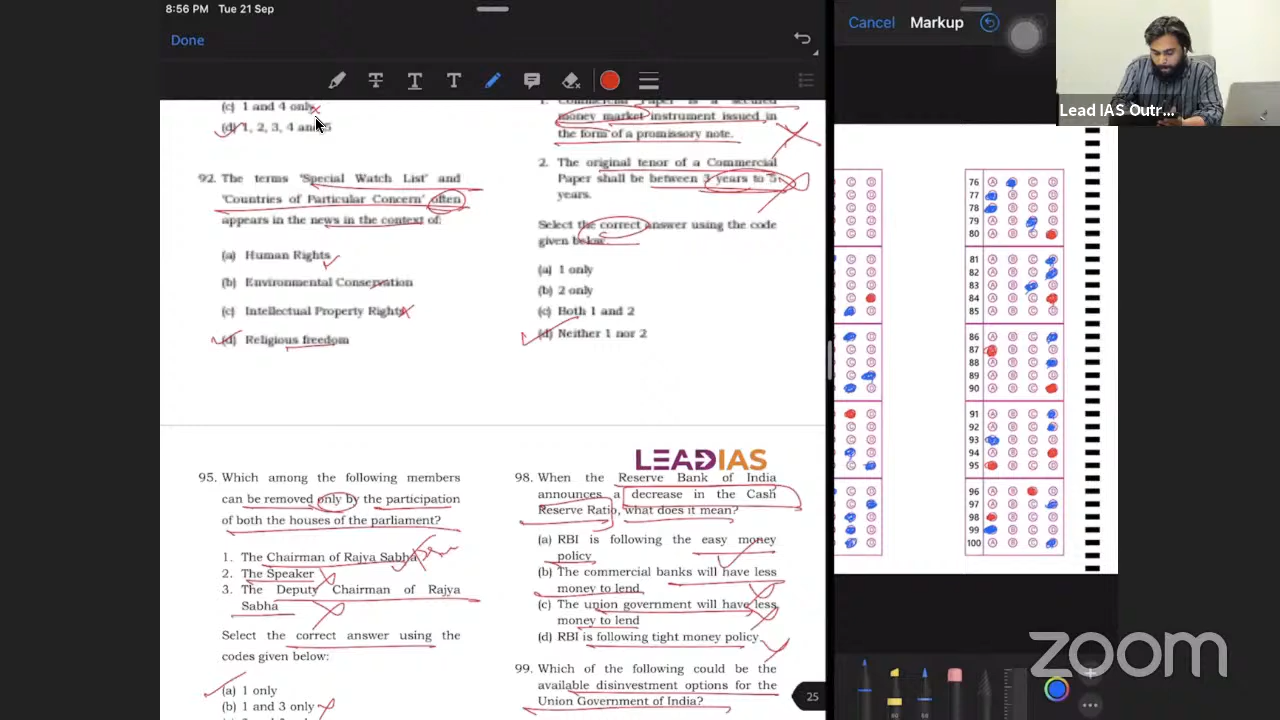 8:56 PM Tue 21 Sep
Done
(c) 1 and 4 only
(d) 1, 2, 3, 4 and 5
92. The terms 'Special Watch List' and
'Countries of Particular Concern' often
appears in the news in the context of:
(a) Human Rights
(b) Environmental Conservation
(c) Intellectual Property Rights
(d) Religious freedom
1. Commercial Paper is a secured
money market instrument issued in
the form of a promissory note.
2. The original tenor of a Commercial
Paper shall be between 3 years to 5
years.
Select the correct answer using the code
given below:
(a) 1 only
(b) 2 only
(c) Both 1 and 2
(d) Neither 1 nor 2
95. Which among the following members
can be removed only by the participation
of both the houses of the parliament?
1. The Chairman of Rajya Sabha
2. The Speaker
3. The Deputy Chairman of Rajya
Sabha
Select the correct answer using the
codes given below:
(a) 1 only
(b) 1 and 3 only
LEADIAS
98. When the Reserve Bank of India
announces a decrease in the Cash
Reserve Ratio, what does it mean?
(a) RBI is following the easy money
policy
(b) The commercial banks will have less
money to lend
(c) The union government will have less
money to lend
(d) RBI is following tight money policy
99. Which of the following could be the
available disinvestment options for the
Union Government of India?
25
Cancel Markup
Lead IAS Outr...
76
77
78
79
80
81
82
83
84
85
86
87
88
89
90
91
92
93
94
95
96
97
98
99
100
zoom